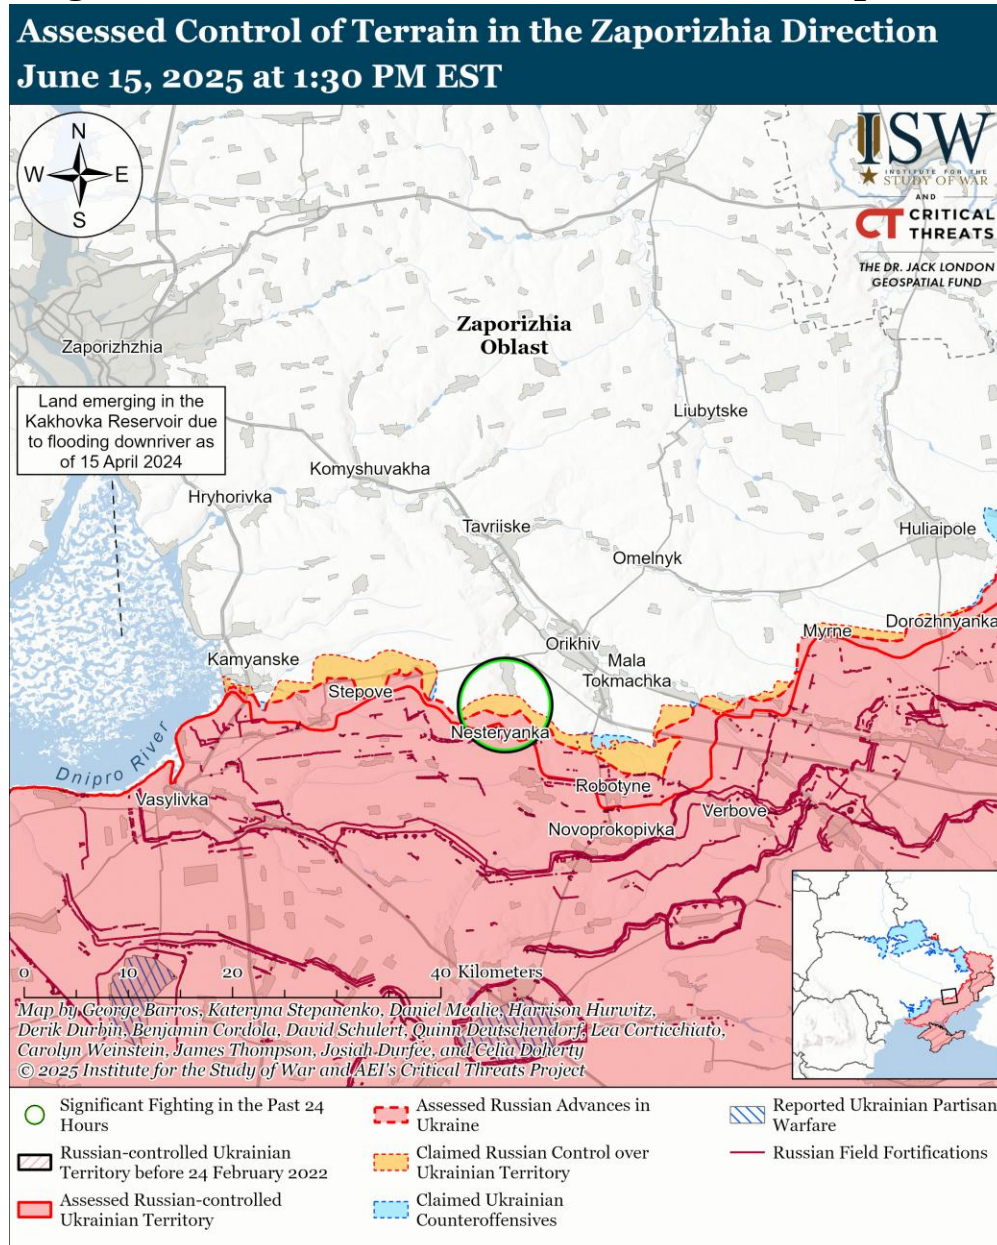 Assessed Control of Terrain in the Zaporizhia Direction
June 15, 2025 at 1:30 PM EST
N
W E
S
ISW
INSTITUTE FOR THE
STUDY OF WAR
AND
CT CRITICAL
THREATS
THE DR. JACK LONDON
GEOSPATIAL FUND
Zaporizhia
Oblast
Zaporizhzhia
Land emerging in the
Kakhovka Reservoir due
to flooding downriver as
of 15 April 2024
Liubytske
Komyshuvakha
Hryhorivka
Tavriiske
Huliaipole
Omelnyk
Dorozhnyanka
Myrne
Orikhiv
Kamyanske
Mala
Tokmachka
Stepove
Nesteryanka
Dnipro River
Robotyne
Vasylivka
Verbove
Novoprokopivka
0 10 20 40 Kilometers
Map by George Barros, Kateryna Stepanenko, Daniel Mealie, Harrison Hurwitz,
Derik Durbin, Benjamin Cordola, David Schulert, Quinn Deutschendorf, Lea Corticchiato,
Carolyn Weinstein, James Thompson, Josiah Durfee, and Celia Doherty
© 2025 Institute for the Study of War and AEI's Critical Threats Project
Significant Fighting in the Past 24
Hours
Russian-controlled Ukrainian
Territory before 24 February 2022
Assessed Russian-controlled
Ukrainian Territory
Assessed Russian Advances in
Ukraine
Claimed Russian Control over
Ukrainian Territory
Claimed Ukrainian
Counteroffensives
Reported Ukrainian Partisan
Warfare
Russian Field Fortifications